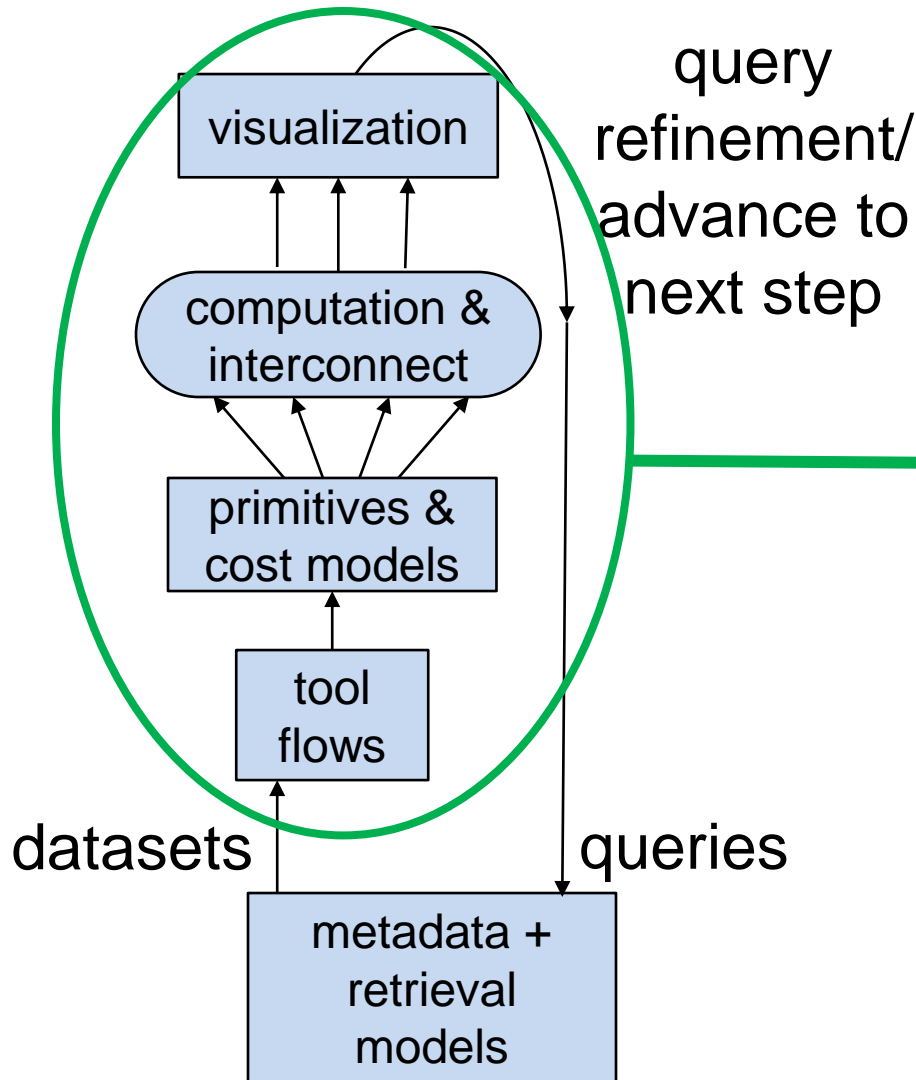 visualization
query
refinement/
advance to
next step
computation &
interconnect
primitives &
cost models
tool
flows
datasets
queries
metadata +
retrieval
models